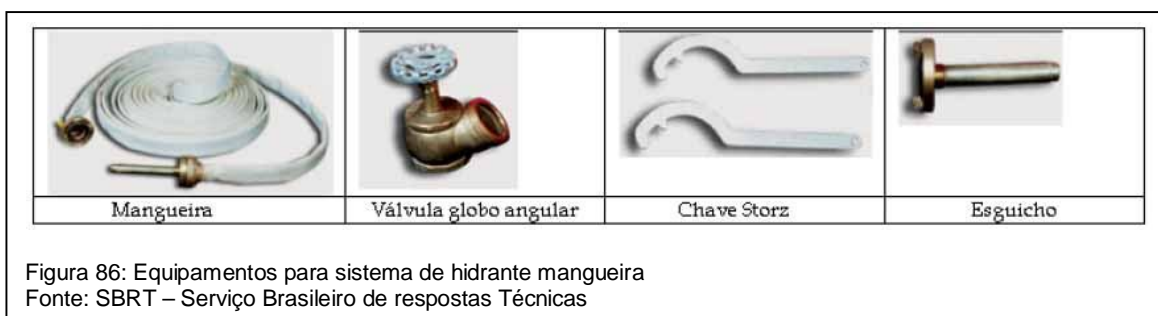 Mangueira
Válvula globo angular
Chave Storz
Esguicho
Figura 86: Equipamentos para sistema de hidrante mangueira
Fonte: SBRT – Serviço Brasileiro de respostas Técnicas